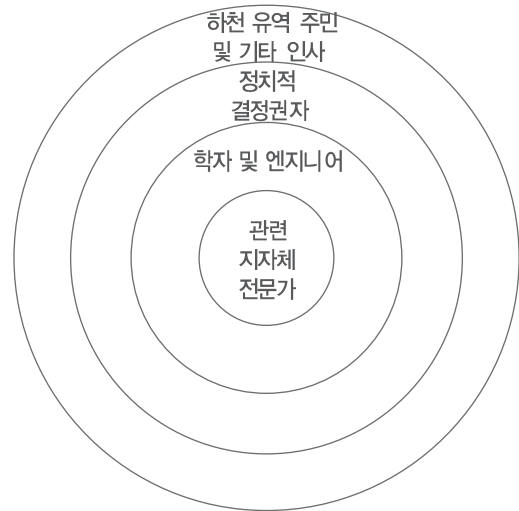 하천 유역 주민
및 기타 인사
정치적
결정권자
학자 및 엔지니어
관련
지자체
전문가